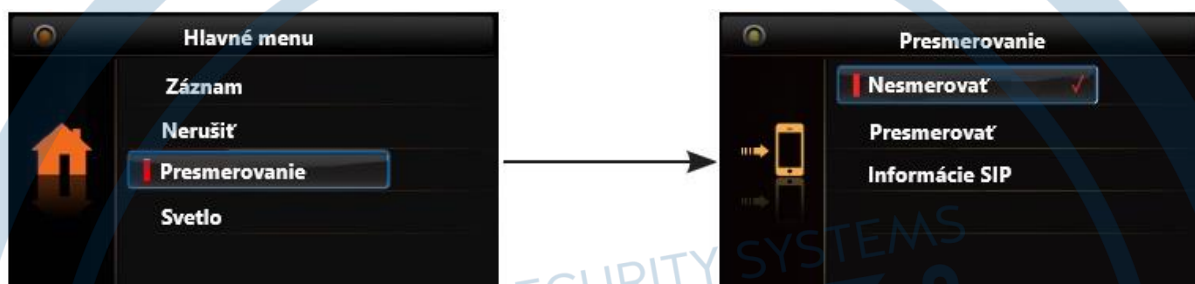 Hlavné menu
Záznam
Nerušiť
Presmerovanie
Svetlo
Presmerovanie
Nesmerovať
Presmerovať
Informácie SIP
SECURITY SYSTEMS